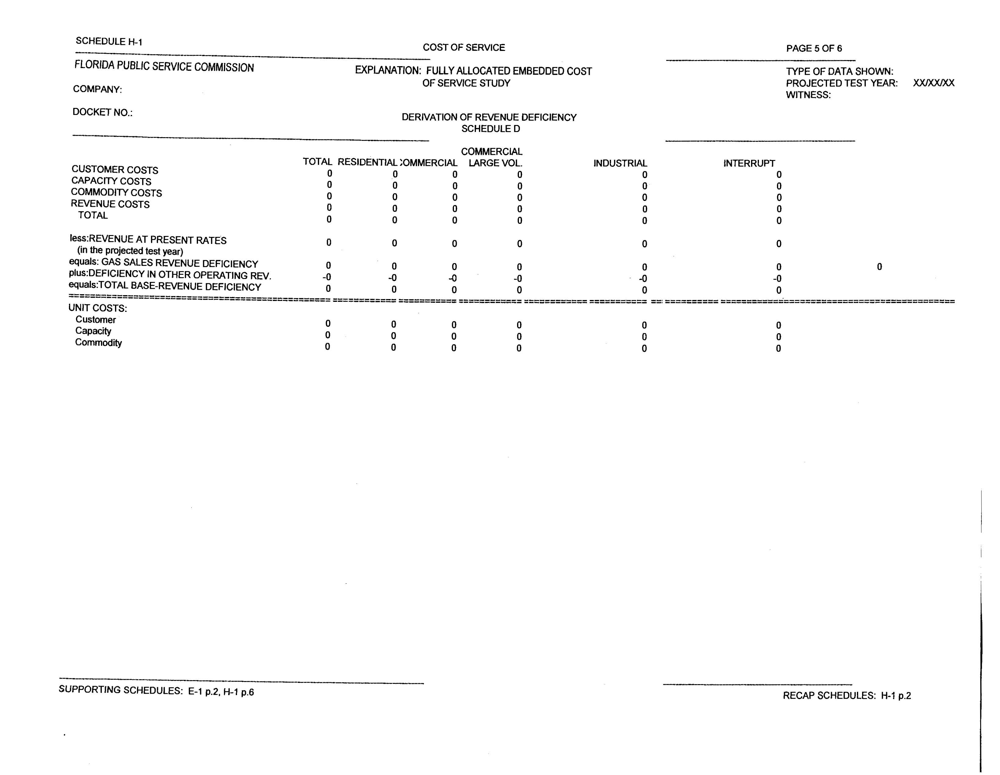 SCHEDULE H-1 COST OF SERVICE PAGE 5 OF 6
FLORIDA PUBLIC SERVICE COMMISSION EXPLANATION: FULLY ALLOCATED EMBEDDED COST TYPE OF DATA SHOWN:
OF SERVICE STUDY PROJECTED TEST YEAR: XX/XX/XX
COMPANY: WITNESS:
DOCKET NO.: DERIVATION OF REVENUE DEFICIENCY
SCHEDULE D
COMMERCIAL
TOTAL RESIDENTIAL OMMERCIAL LARGE VOL. INDUSTRIAL INTERRUPT
CUSTOMER COSTS 0 0 0 0 0 0
CAPACITY COSTS 0 0 0 0 0 0
COMMODITY COSTS 0 0 0 0 0 0
REVENUE COSTS 0 0 0 0 0 0
TOTAL 0 0 0 0 0 0
less:REVENUE AT PRESENT RATES 0 0 0 0 0 0
(in the projected test year)
equals: GAS SALES REVENUE DEFICIENCY 0 0 0 0 0 0 0
plus:DEFICIENCY IN OTHER OPERATING REV. -0 -0 -0 -0 -0 -0
equals:TOTAL BASE-REVENUE DEFICIENCY 0 0 0 0 0 0
UNIT COSTS:
Customer 0 0 0 0 0 0
Capacity 0 0 0 0 0 0
Commodity 0 0 0 0 0 0
SUPPORTING SCHEDULES: E-1 p.2, H-1 p.6 RECAP SCHEDULES: H-1 p.2